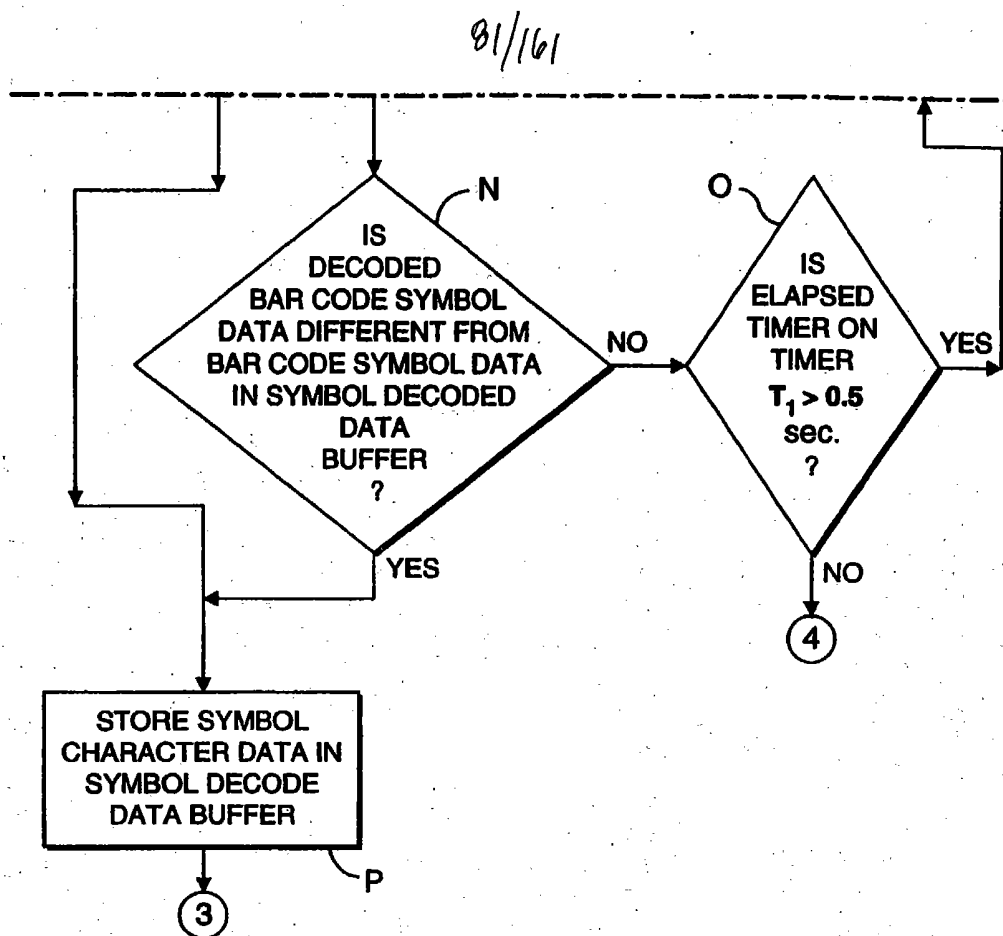 81/161
N
IS
DECODED
BAR CODE SYMBOL
DATA DIFFERENT FROM
BAR CODE SYMBOL DATA
IN SYMBOL DECODED
DATA
BUFFER
?
NO
YES
O
IS
ELAPSED
TIMER ON
TIMER
T1 > 0.5
sec.
?
YES
NO
4
STORE SYMBOL
CHARACTER DATA IN
SYMBOL DECODE
DATA BUFFER
P
3